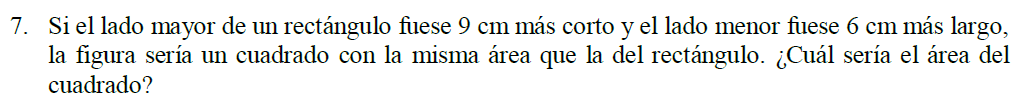 7. Si el lado mayor de un rectángulo fuese 9 cm más corto y el lado menor fuese 6 cm más largo,
la figura sería un cuadrado con la misma área que la del rectángulo. ¿Cuál sería el área del
cuadrado?